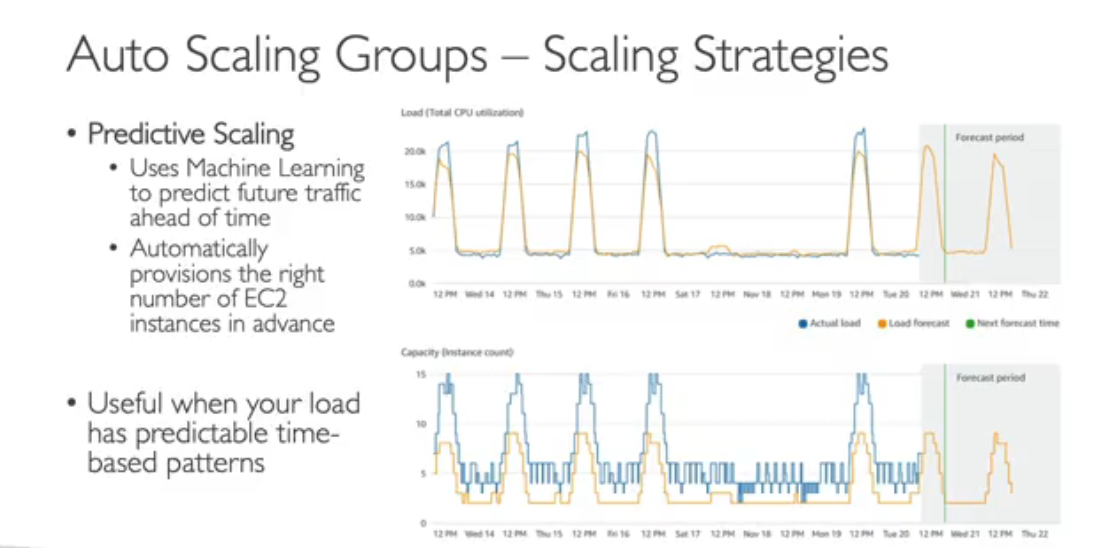 Auto Scaling Groups – Scaling Strategies
• Predictive Scaling
• Uses Machine Learning
to predict future traffic
ahead of time
• Automatically
provisions the right
number of EC2
instances in advance
• Useful when your load
has predictable time-
based patterns
Load (Total CPU utilization)
Forecast period
20.0k
15.0k
10.0k
5.0k
0.0k
12 PM Wed 14 12 PM Thu 15 12 PM Fri 16 12 PM Sat 17 12 PM Nov 18 12 PM Mon 19 12 PM Tue 20 12 PM Wed 21 12 PM Thu 22
Actual load Load forecast Next forecast time
Capacity (Instance count)
Forecast period
15
10
5
0
12 PM Wed 14 12 PM Thu 15 12 PM Fri 16 12 PM Sat 17 12 PM Nov 18 12 PM Mon 19 12 PM Tue 20 12 PM Wed 21 12 PM Thu 22